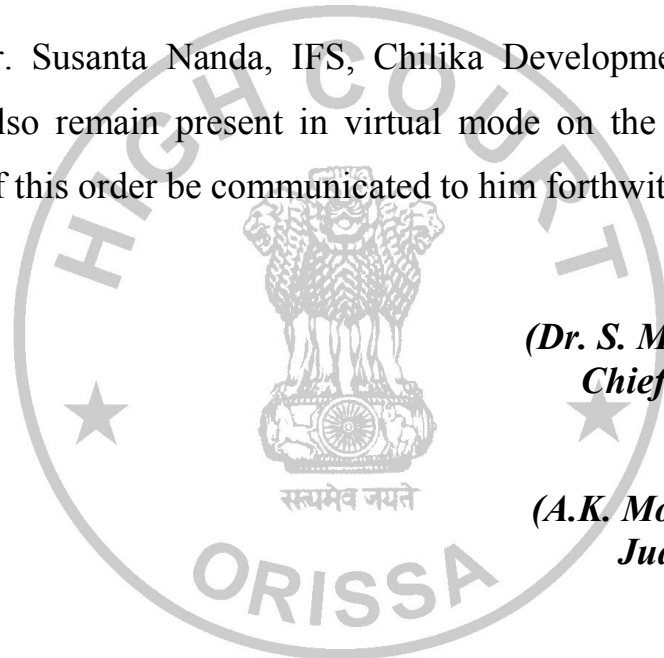 r. Susanta Nanda, IFS, Chilika Developme
lso remain present in virtual mode on the
f this order be communicated to him forthwit
HIGH COURT
(Dr. S. M
Chief
सत्यमेव जयते
(A.K. Mo
Jud
ORISSA